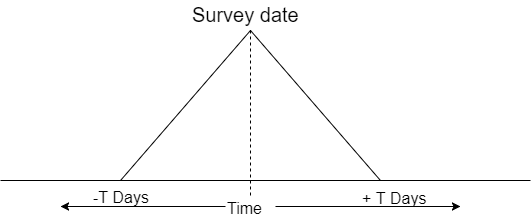 Survey date
-T Days
+ T Days
Time